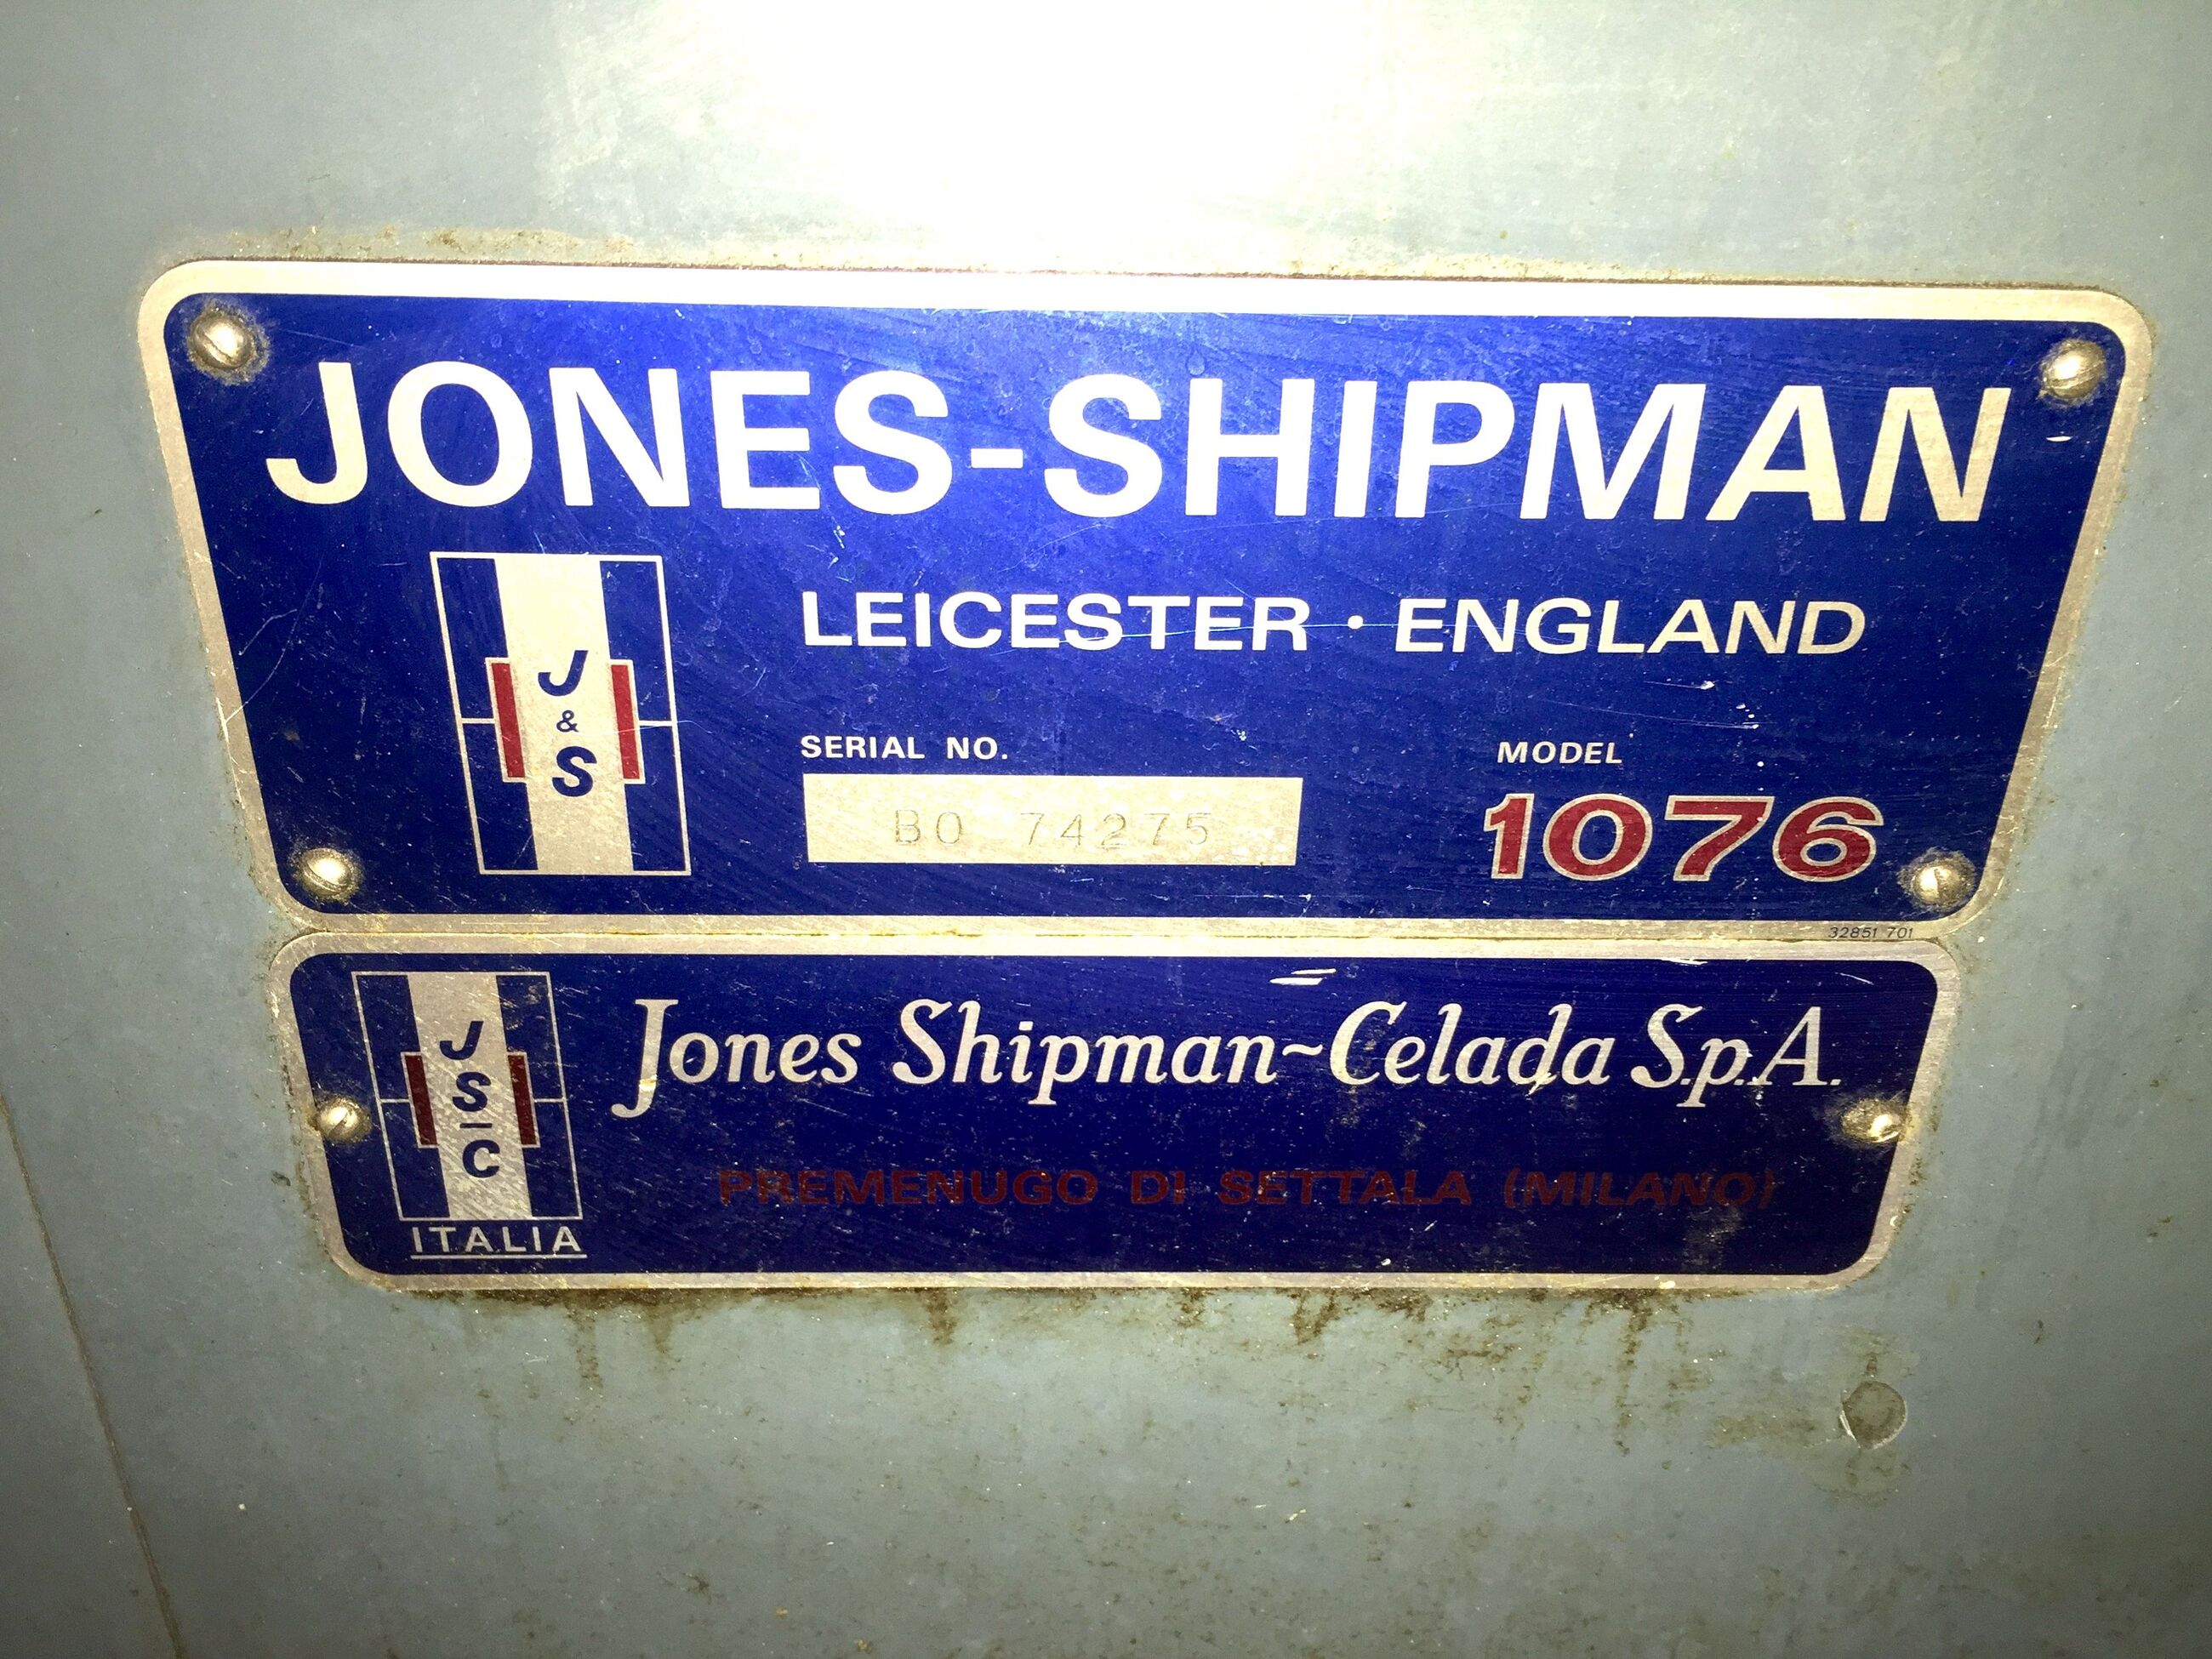 JONES-SHIPMAN
LEICESTER · ENGLAND
J
&
S
SERIAL NO.
BO 74275
MODEL
1076
32851 701
J
S
-
C
ITALIA
Jones Shipman~Celada S.p.A.
PREMENUGO DI SETTALA (MILANO)